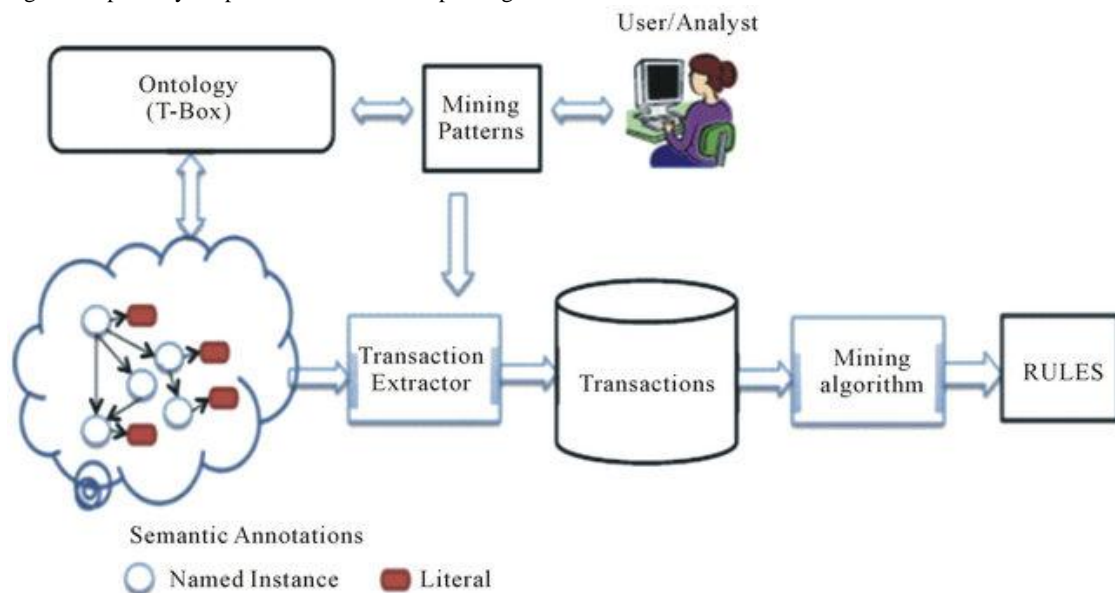 User/Analyst
Ontology
(T-Box)
Mining
Patterns
Transaction
Extractor
Transactions
Mining
algorithm
RULES
Semantic Annotations
Named Instance
Literal